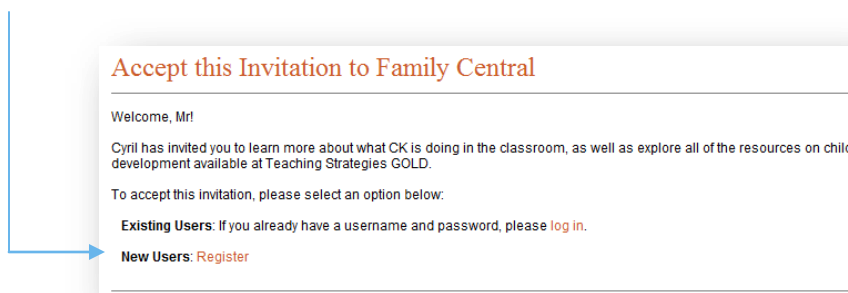 Accept this Invitation to Family Central
Welcome, Mr!
Cyril has invited you to learn more about what CK is doing in the classroom, as well as explore all of the resources on chil
development available at Teaching Strategies GOLD.
To accept this invitation, please select an option below:
Existing Users: If you already have a username and password, please log in.
New Users: Register